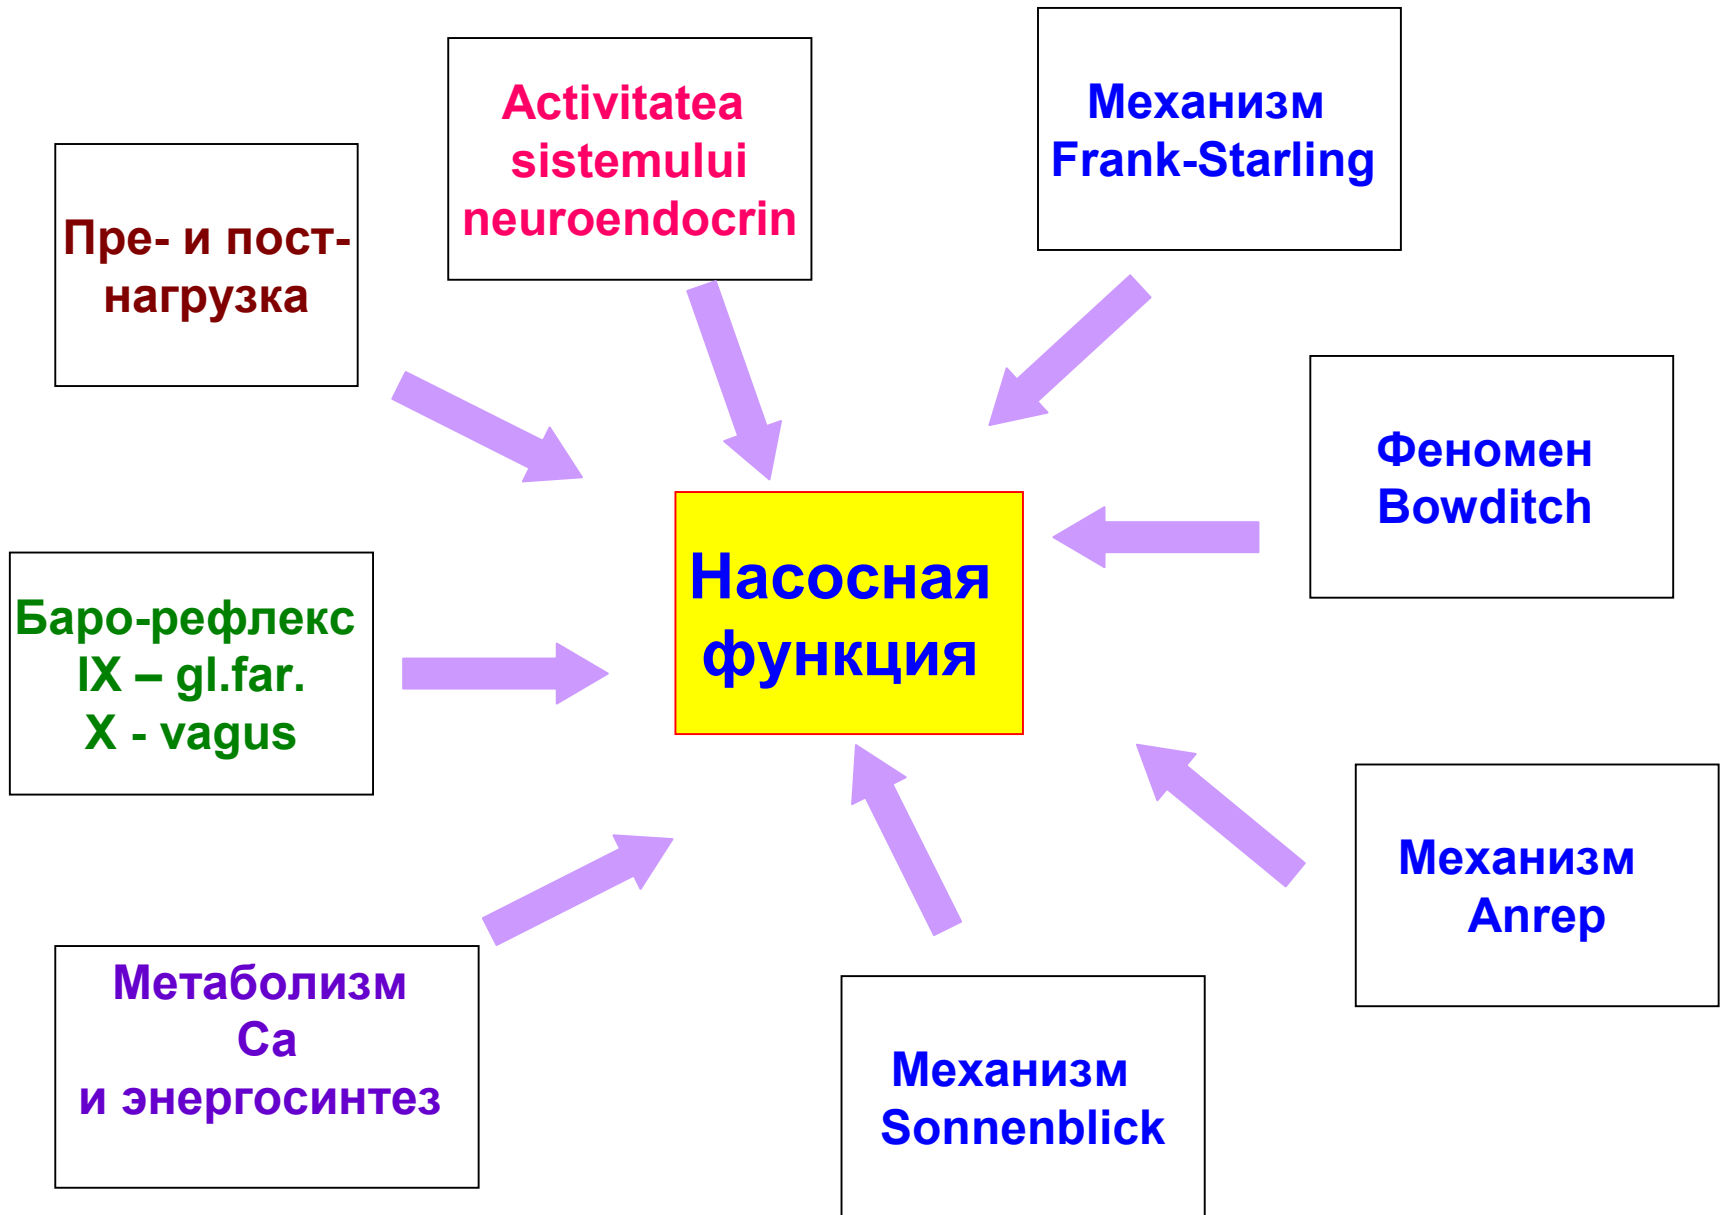 Activitatea
sistemului
neuroendocrin
Механизм
Frank-Starling
Пре- и пост-
нагрузка
Феномен
Bowditch
Насосная
функция
Баро-рефлекс
IX – gl.far.
X - vagus
Механизм
Anrep
Метаболизм
Ca
и энергосинтез
Механизм
Sonnenblick